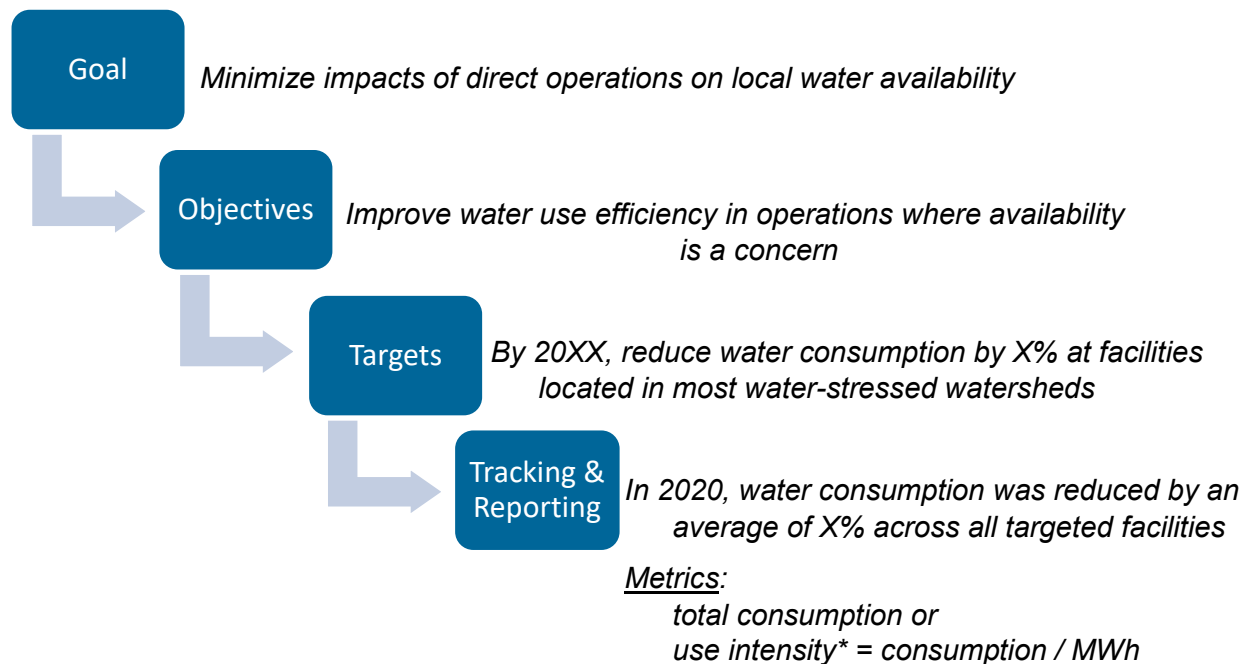 Goal
Minimize impacts of direct operations on local water availability
Objectives
Improve water use efficiency in operations where availability
is a concern
Targets
By 20XX, reduce water consumption by X% at facilities
located in most water-stressed watersheds
Tracking &
Reporting
In 2020, water consumption was reduced by an
average of X% across all targeted facilities
Metrics:
total consumption or
use intensity* = consumption / MWh